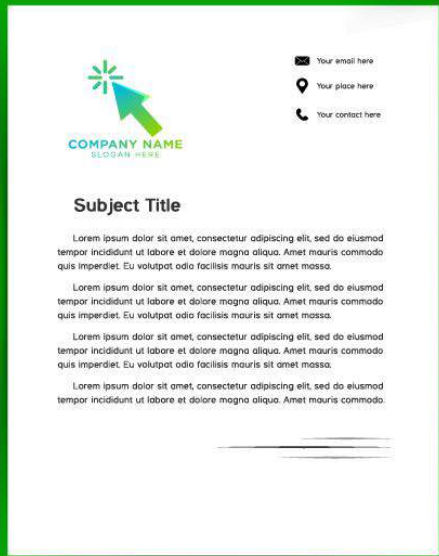 Your email here
Your place here
Your contact here
COMPANY NAME
SLOGAN HERE
Subject Title
Lorem ipsum dolor sit amet, consectetur adipiscing elit, sed do eiusmod
tempor incididunt ut labore et dolore magna aliqua. Amet mauris commodo
quis imperdiet. Eu volutpat odio facilisis mauris sit amet massa.
Lorem ipsum dolor sit amet, consectetur adipiscing elit, sed do eiusmod
tempor incididunt ut labore et dolore magna aliqua. Amet mauris commodo
quis imperdiet. Eu volutpat odio facilisis mauris sit amet massa.
Lorem ipsum dolor sit amet, consectetur adipiscing elit, sed do eiusmod
tempor incididunt ut labore et dolore magna aliqua. Amet mauris commodo
quis imperdiet. Eu volutpat odio facilisis mauris sit amet massa.
Lorem ipsum dolor sit amet, consectetur adipiscing elit, sed do eiusmod
tempor incididunt ut labore et dolore magna aliqua. Amet mauris commodo.